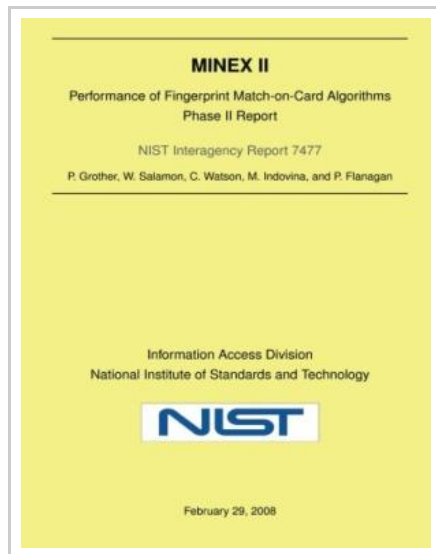 MINEX II
Performance of Fingerprint Match-on-Card Algorithms
Phase II Report
NIST Interagency Report 7477
P. Grother, W. Salamon, C. Watson, M. Indovina, and P. Flanagan
Information Access Division
National Institute of Standards and Technology
NIST
February 29, 2008